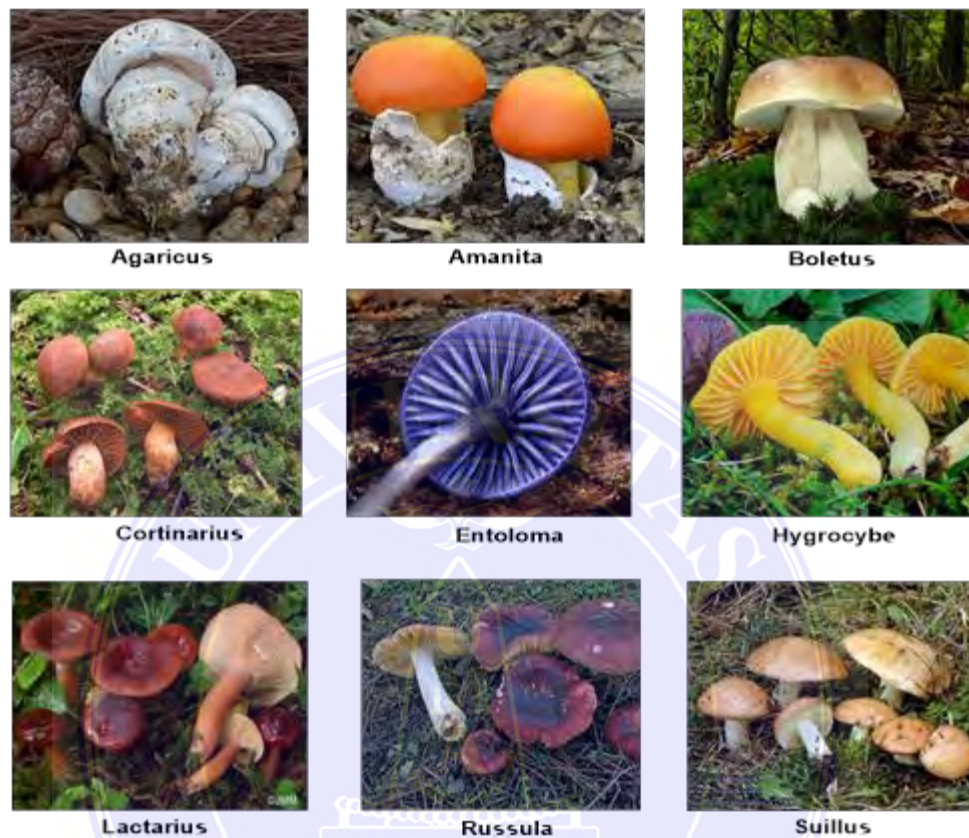 Agaricus
Amanita
Boletus
Cortinarius
Entoloma
Hygrocybe
Lactarius
Russula
Suillus